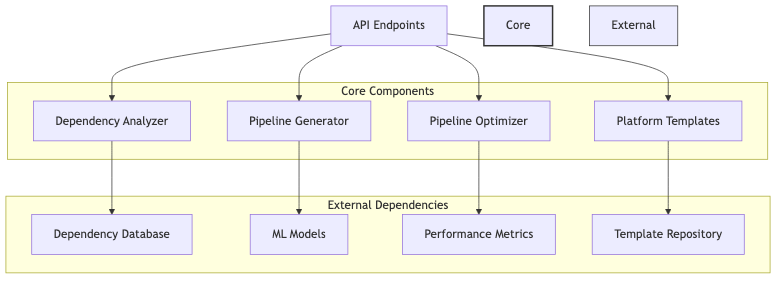 API Endpoints
Core
External
Core Components
Dependency Analyzer
Pipeline Generator
Pipeline Optimizer
Platform Templates
External Dependencies
Dependency Database
ML Models
Performance Metrics
Template Repository